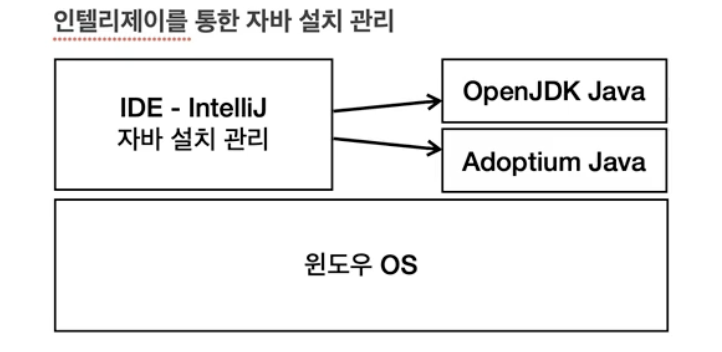 인텔리제이를 통한 자바 설치 관리
IDE - IntelliJ
자바 설치 관리
OpenJDK Java
Adoptium Java
윈도우 OS